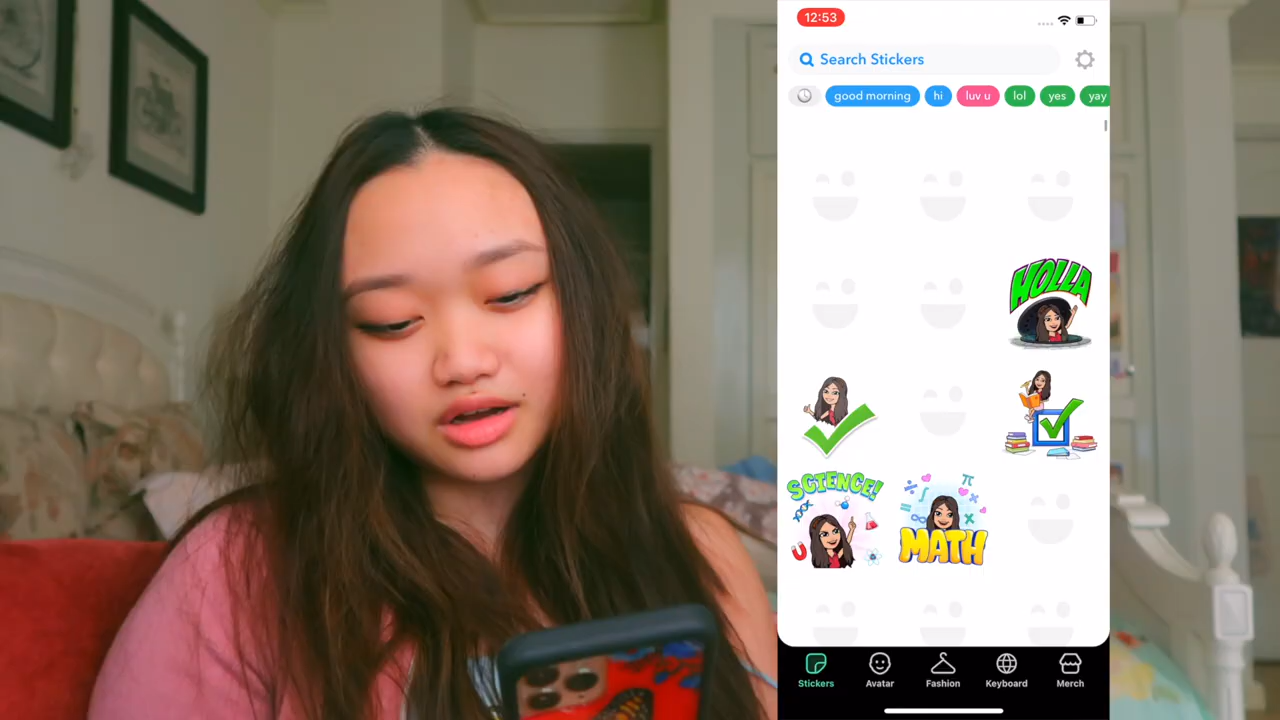 12:53
Search Stickers
good morning hi luv u lol yes yay
HOLLA
SCIENCE!
MATH
Stickers Avatar Fashion Keyboard Merch